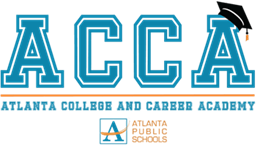 ACCA
ATLANTA COLLEGE AND CAREER ACADEMY
A
ATLANTA
PUBLIC
SCHOOLS